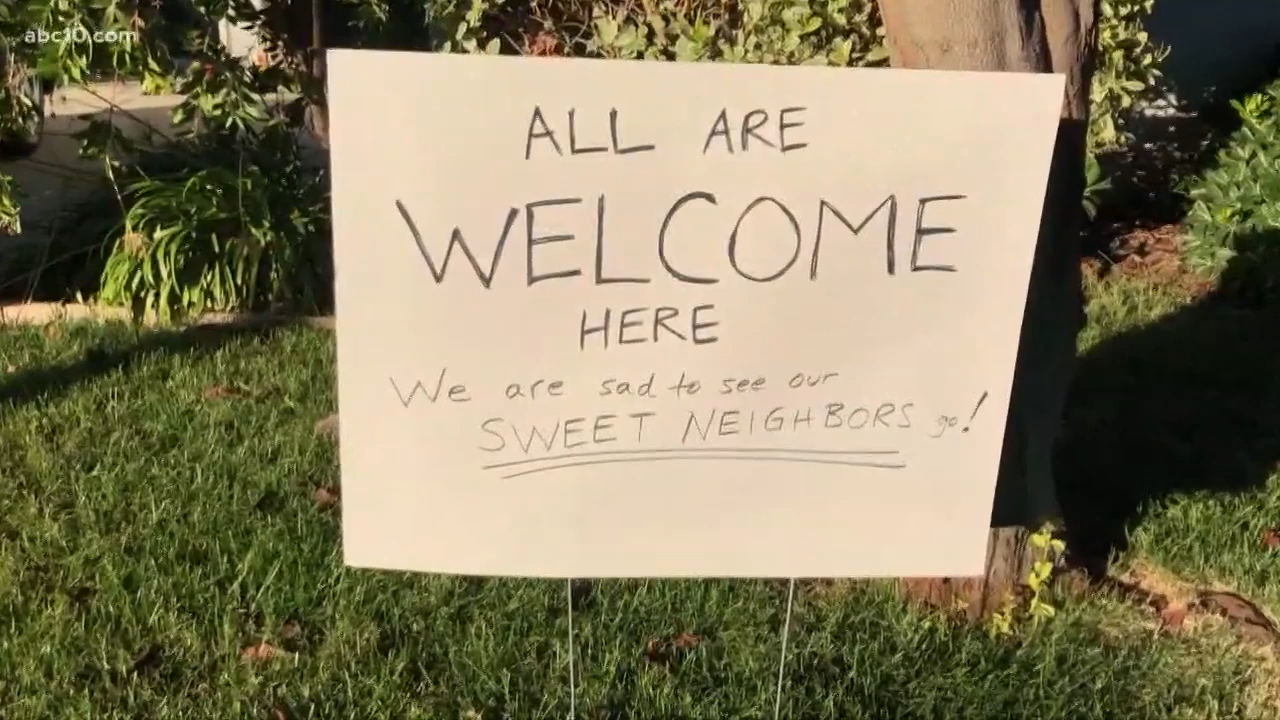 abc10.com
ALL ARE
WELCOME
HERE
We are sad to see our
SWEET NEIGHBORS go!